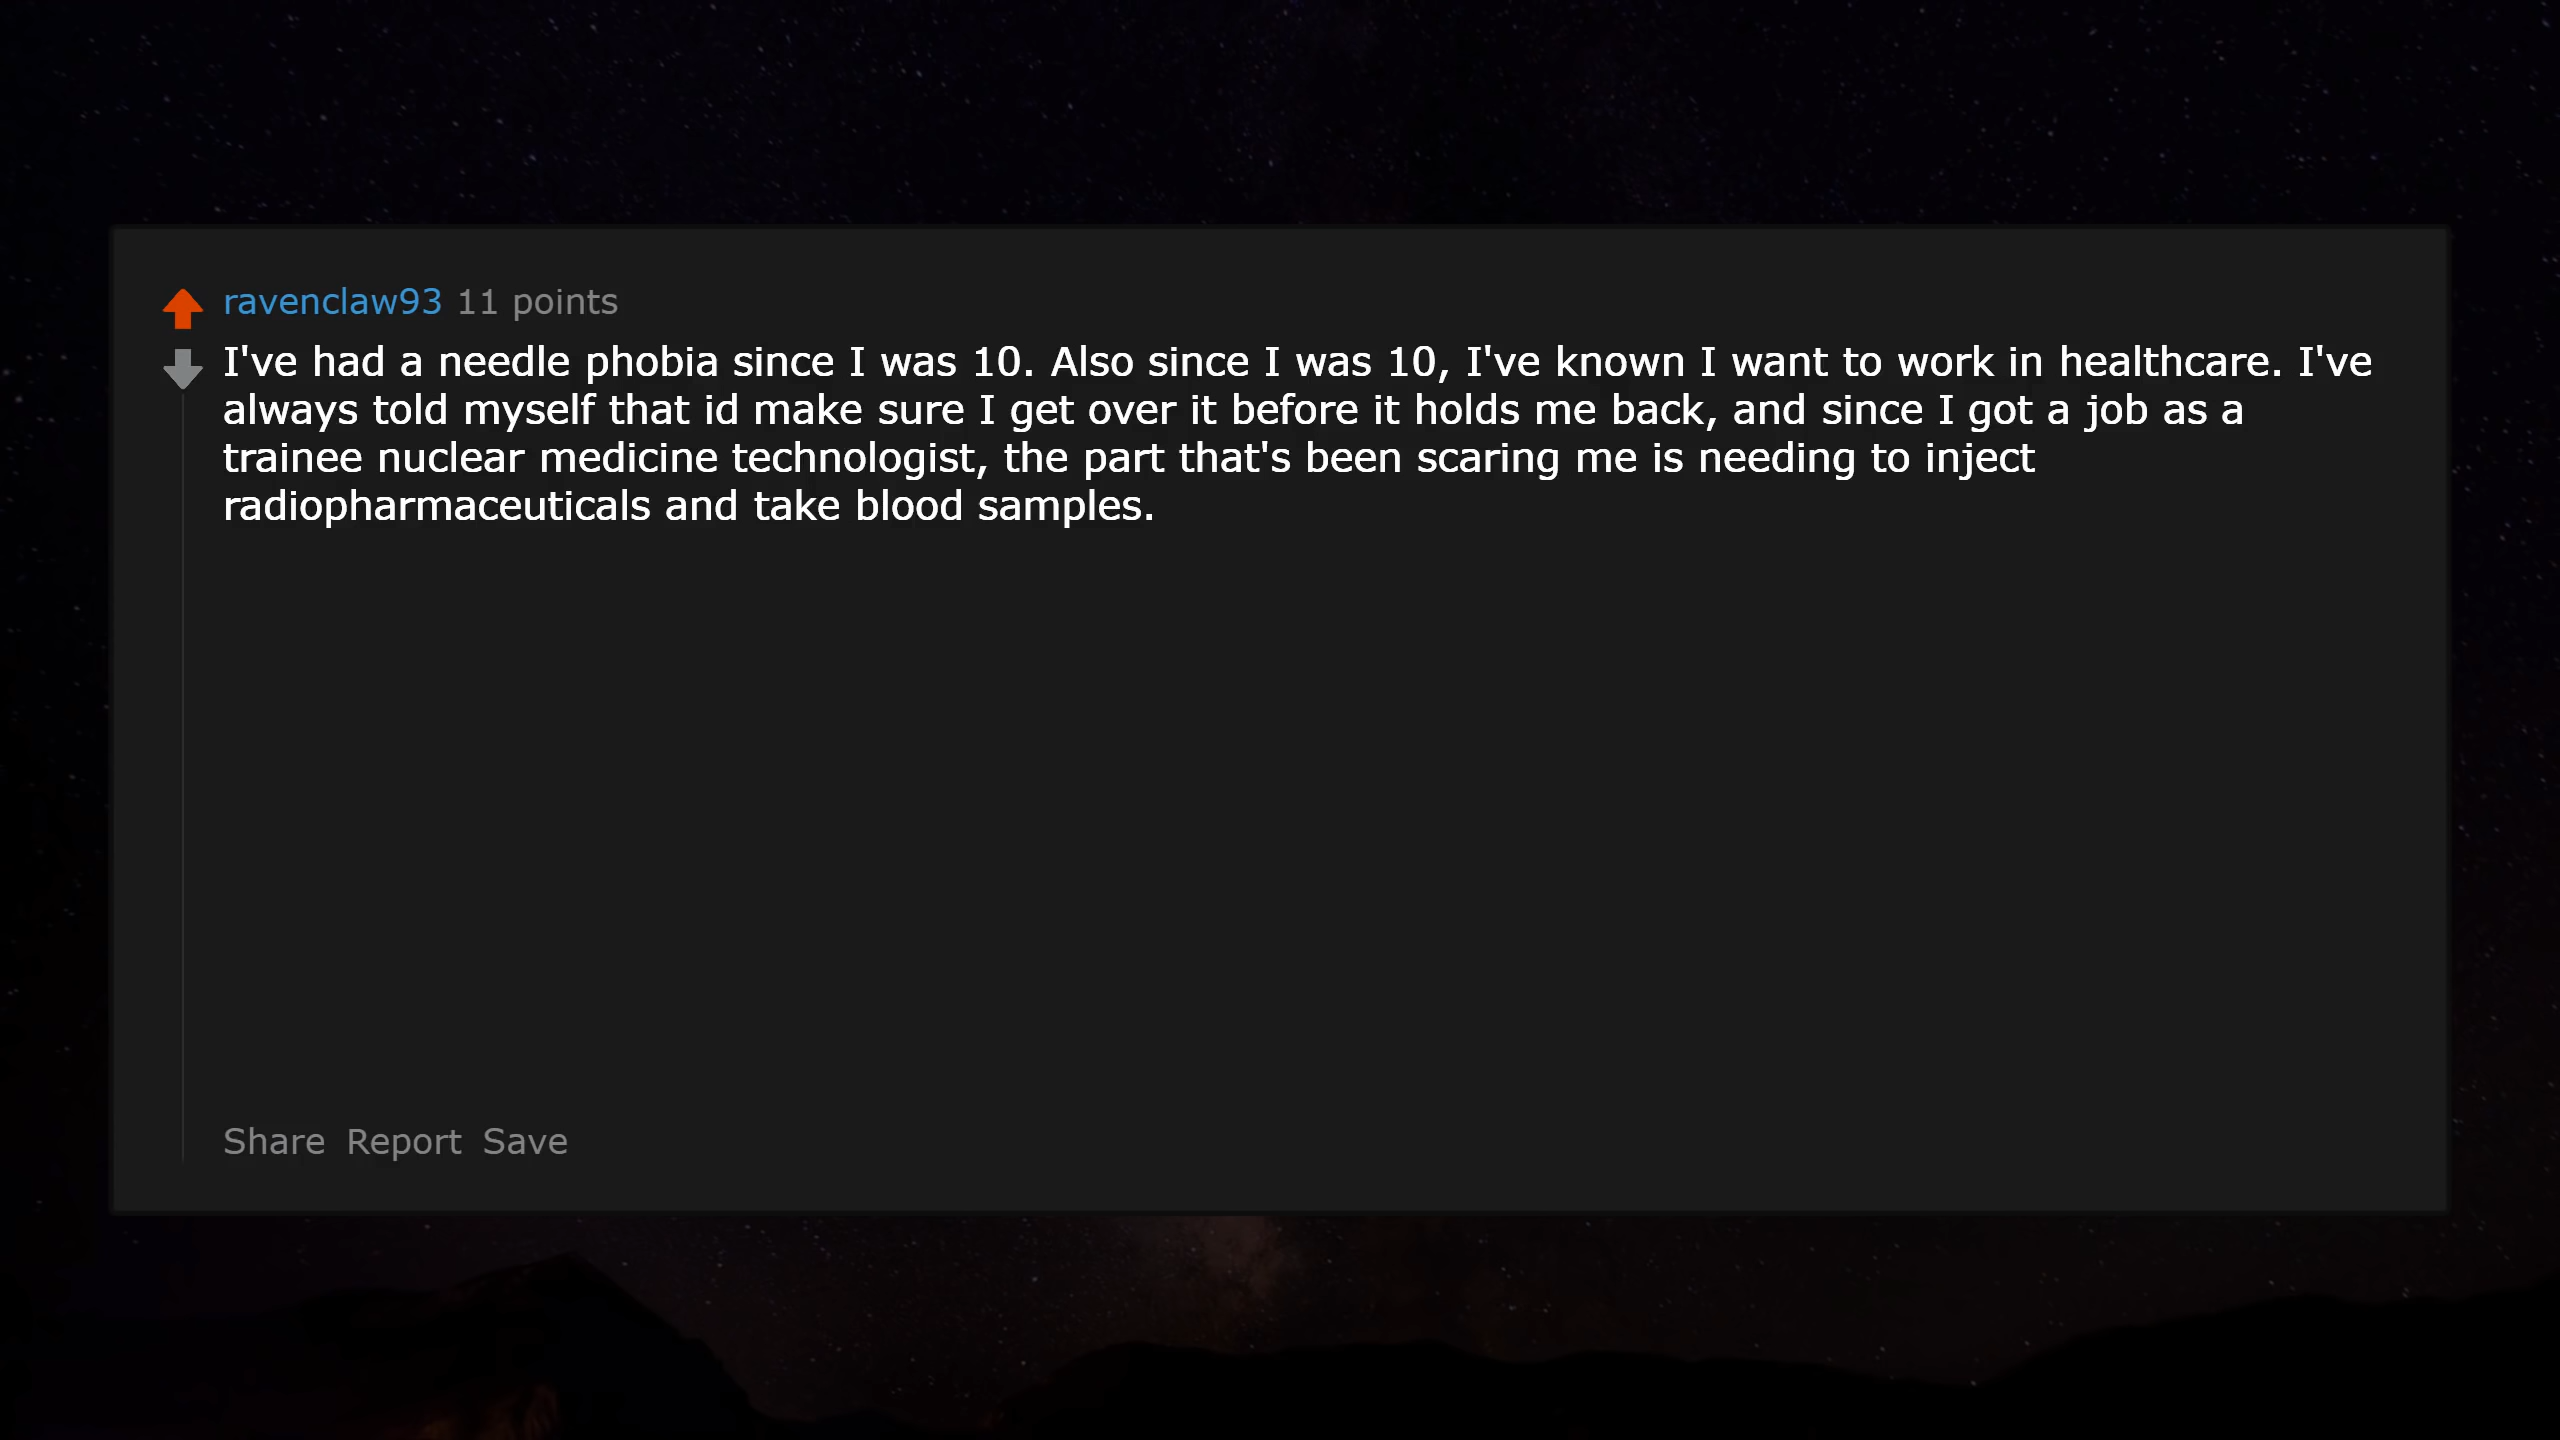 ravenclaw93 11 points
I've had a needle phobia since I was 10. Also since I was 10, I've known I want to work in healthcare. I've
always told myself that id make sure I get over it before it holds me back, and since I got a job as a
trainee nuclear medicine technologist, the part that's been scaring me is needing to inject
radiopharmaceuticals and take blood samples.
Share Report Save